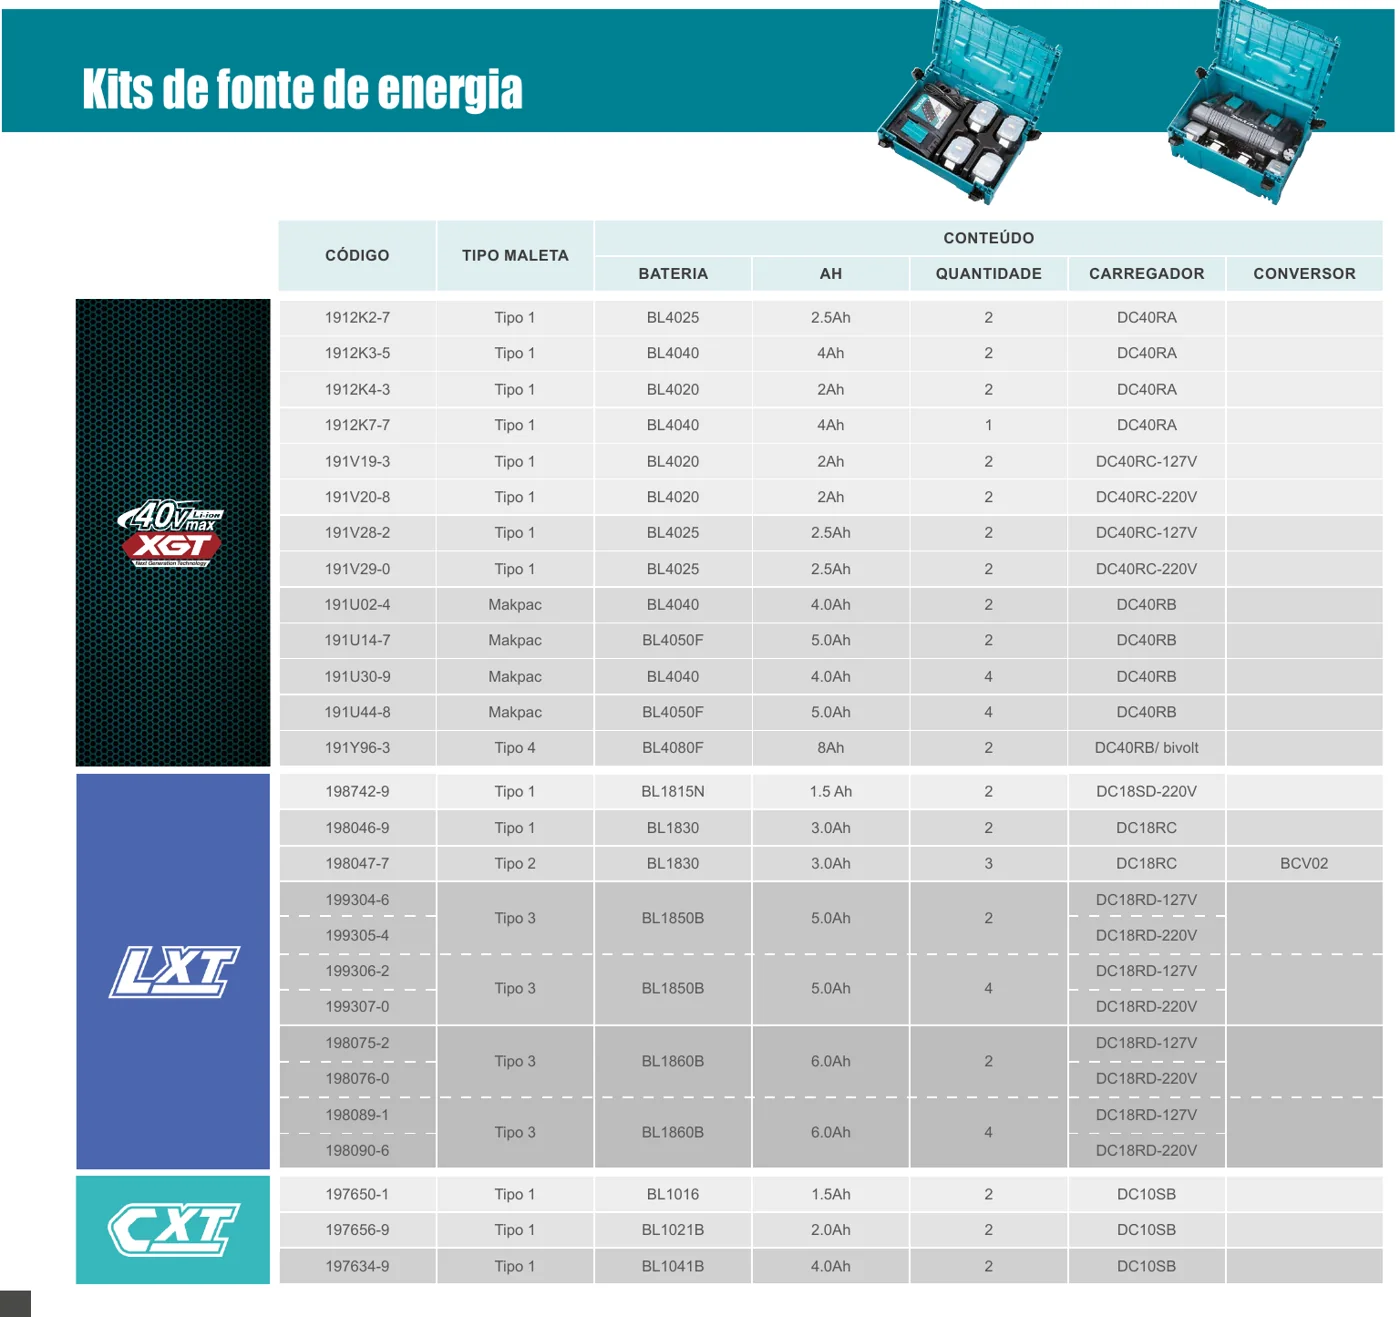 Kits de fonte de energia
CÓDIGO TIPO MALETA CONTEÚDO
BATERIA AH QUANTIDADE CARREGADOR CONVERSOR
40Vmax Li-ion
XGT
Next Generation Technology
1912K2-7 Tipo 1 BL4025 2.5Ah 2 DC40RA
1912K3-5 Tipo 1 BL4040 4Ah 2 DC40RA
1912K4-3 Tipo 1 BL4020 2Ah 2 DC40RA
1912K7-7 Tipo 1 BL4040 4Ah 1 DC40RA
191V19-3 Tipo 1 BL4020 2Ah 2 DC40RC-127V
191V20-8 Tipo 1 BL4020 2Ah 2 DC40RC-220V
191V28-2 Tipo 1 BL4025 2.5Ah 2 DC40RC-127V
191V29-0 Tipo 1 BL4025 2.5Ah 2 DC40RC-220V
191U02-4 Makpac BL4040 4.0Ah 2 DC40RB
191U14-7 Makpac BL4050F 5.0Ah 2 DC40RB
191U30-9 Makpac BL4040 4.0Ah 4 DC40RB
191U44-8 Makpac BL4050F 5.0Ah 4 DC40RB
191Y96-3 Tipo 4 BL4080F 8Ah 2 DC40RB/ bivolt
LXT
198742-9 Tipo 1 BL1815N 1.5 Ah 2 DC18SD-220V
198046-9 Tipo 1 BL1830 3.0Ah 2 DC18RC
198047-7 Tipo 2 BL1830 3.0Ah 3 DC18RC BCV02
199304-6 DC18RD-127V
Tipo 3 BL1850B 5.0Ah 2
199305-4 DC18RD-220V
199306-2 DC18RD-127V
Tipo 3 BL1850B 5.0Ah 4
199307-0 DC18RD-220V
198075-2 DC18RD-127V
Tipo 3 BL1860B 6.0Ah 2
198076-0 DC18RD-220V
198089-1 DC18RD-127V
Tipo 3 BL1860B 6.0Ah 4
198090-6 DC18RD-220V
CXT
197650-1 Tipo 1 BL1016 1.5Ah 2 DC10SB
197656-9 Tipo 1 BL1021B 2.0Ah 2 DC10SB
197634-9 Tipo 1 BL1041B 4.0Ah 2 DC10SB